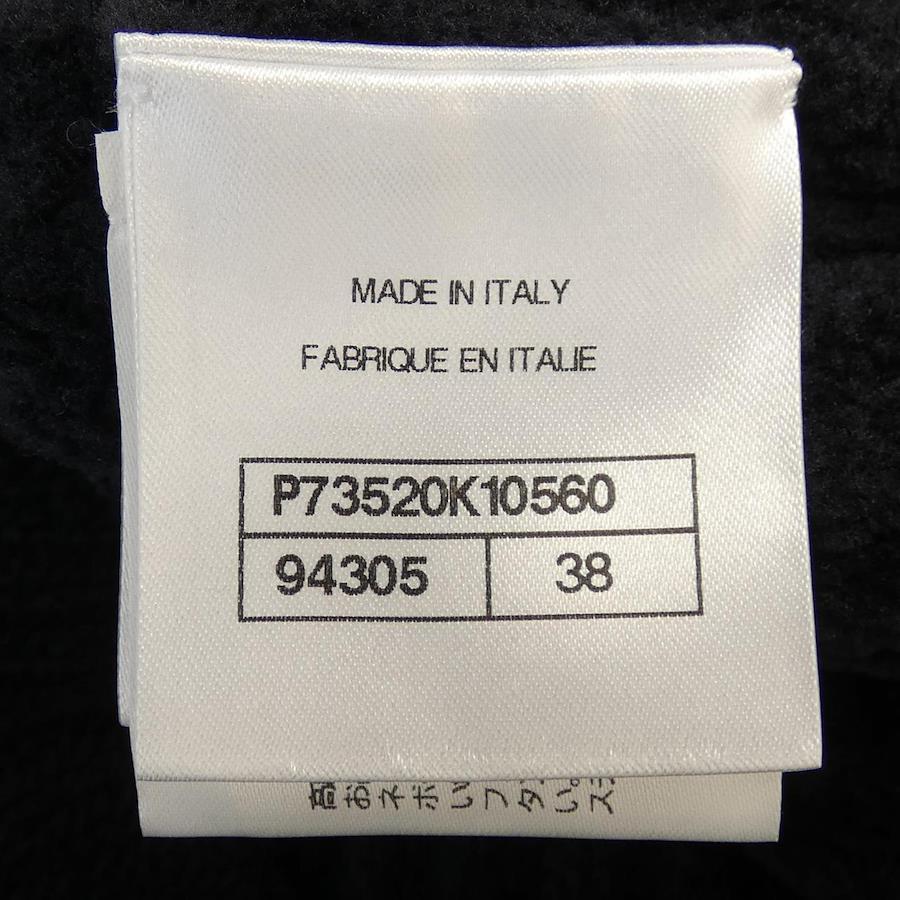 MADE IN ITALY
FABRIQUE EN ITALIE
P73520K10560
94305 38